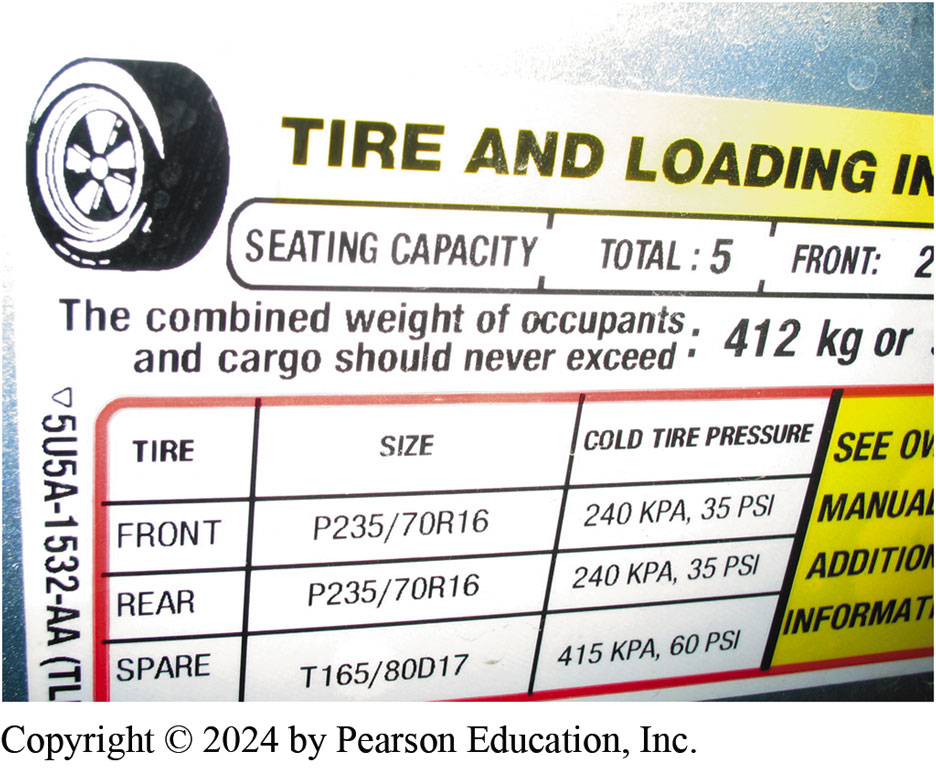 TIRE AND LOADING IN
SEATING CAPACITY TOTAL : 5 FRONT: 2
The combined weight of occupants
and cargo should never exceed : 412 kg or
TIRE SIZE COLD TIRE PRESSURE
FRONT P235/70R16 240 KPA, 35 PSI
REAR P235/70R16 240 KPA, 35 PSI
SPARE T165/80D17 415 KPA, 60 PSI
SEE OW
MANUAL
ADDITION
INFORMATI
5U5A-1532-AA (TL
Copyright © 2024 by Pearson Education, Inc.